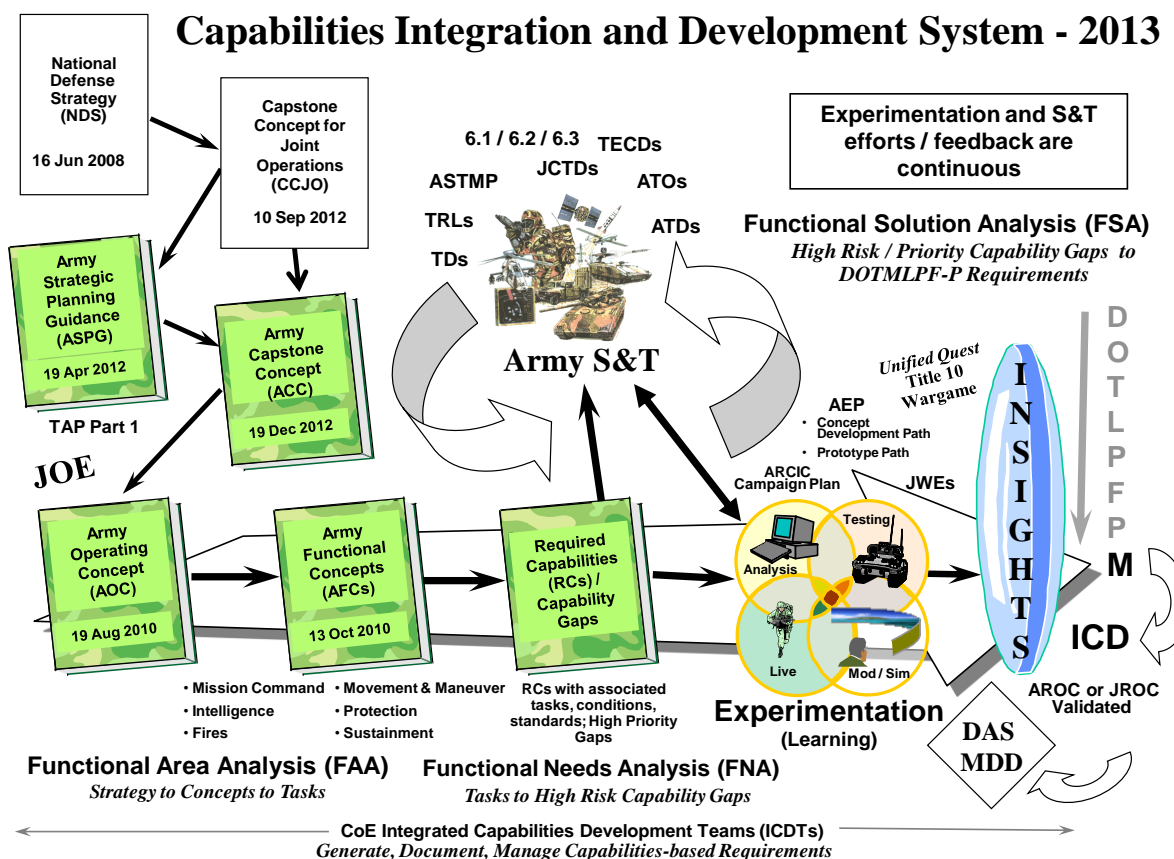 Capabilities Integration and Development System - 2013
National
Defense
Strategy
(NDS)
16 Jun 2008
Capstone
Concept for
Joint
Operations
(CCJO)
10 Sep 2012
6.1 / 6.2 / 6.3
TECDs
JCTDs
ASTMP
ATOs
TRLs
ATDs
TDs
Army S&T
Experimentation and S&T
efforts / feedback are
continuous
Functional Solution Analysis (FSA)
High Risk / Priority Capability Gaps to
DOTMLPF-P Requirements
Army
Strategic
Planning
Guidance
(ASPG)
19 Apr 2012
TAP Part 1
Army
Capstone
Concept
(ACC)
19 Dec 2012
JOE
Unified Quest
Title 10
Wargame
AEP
• Concept
Development Path
• Prototype Path
ARCIC
Campaign Plan
JWEs
Army
Operating
Concept
(AOC)
19 Aug 2010
Army
Functional
Concepts
(AFCs)
13 Oct 2010
Required
Capabilities
(RCs) /
Capability
Gaps
Analysis
Testing
Live
Mod / Sim
INSIGHTS
D
O
T
L
P
F
P
M
ICD
AROC or JROC
Validated
• Mission Command
• Intelligence
• Fires
• Movement & Maneuver
• Protection
• Sustainment
RCs with associated
tasks, conditions,
standards; High Priority
Gaps
Experimentation
(Learning)
DAS
MDD
Functional Area Analysis (FAA)
Strategy to Concepts to Tasks
Functional Needs Analysis (FNA)
Tasks to High Risk Capability Gaps
CoE Integrated Capabilities Development Teams (ICDTs)
Generate, Document, Manage Capabilities-based Requirements